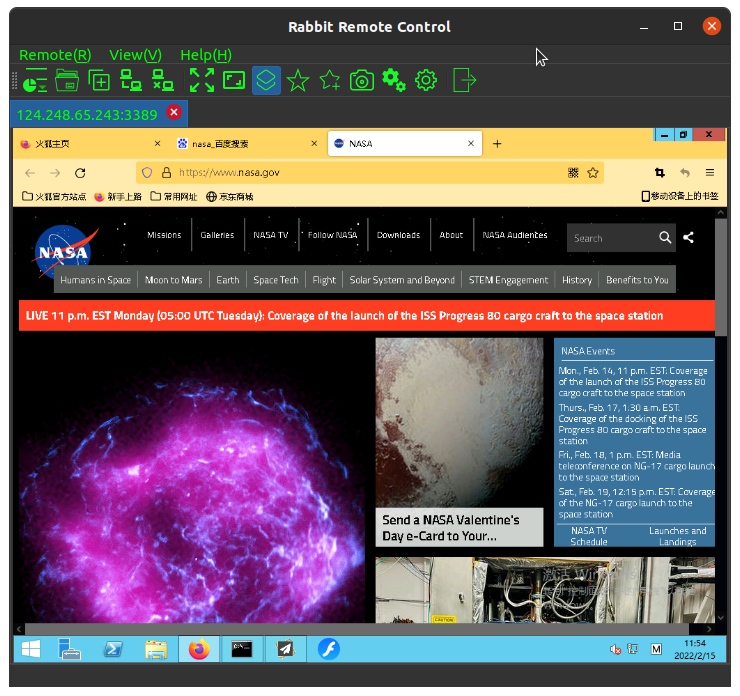 Rabbit Remote Control
Remote(R) View(V) Help(H)
124.248.65.243:3389
火狐主页
nasa_百度搜索
NASA
https://www.nasa.gov
火狐官方站点
新手上路
常用网址
京东商城
移动设备上的书签
NASA
Missions
Galleries
NASA TV
Follow NASA
Downloads
About
NASA Audiences
Search
Humans in Space
Moon to Mars
Earth
Space Tech
Flight
Solar System and Beyond
STEM Engagement
History
Benefits to You
LIVE 11 p.m. EST Monday (05:00 UTC Tuesday): Coverage of the launch of the ISS Progress 80 cargo craft to the space station
Send a NASA Valentine's
Day e-Card to Your...
NASA Events
Mon., Feb. 14, 11 p.m. EST: Coverage
of the launch of the ISS Progress 80
cargo craft to the space station
Thurs., Feb. 17, 1:30 a.m. EST:
Coverage of the docking of the ISS
Progress 80 cargo craft to the space
station
Fri., Feb. 18, 1 p.m. EST: Media
teleconference on NG-17 cargo launch
to the space station
Sat., Feb. 19, 12:15 p.m. EST: Coverage
of the NG-17 cargo launch to the
space station
NASA TV
Schedule
Launches and
Landings
CAUTION
M
11:54
2022/2/15